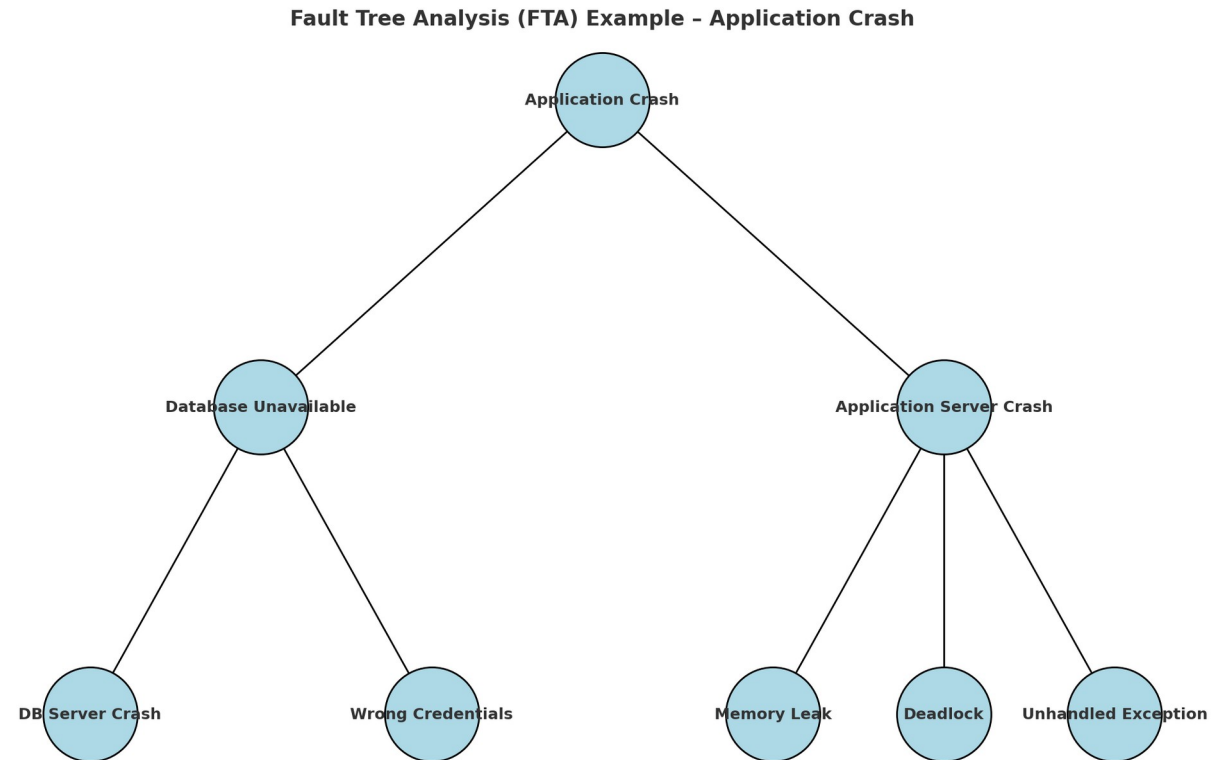 Fault Tree Analysis (FTA) Example – Application Crash
Application Crash
Database Unavailable
Application Server Crash
DB Server Crash
Wrong Credentials
Memory Leak
Deadlock
Unhandled Exception